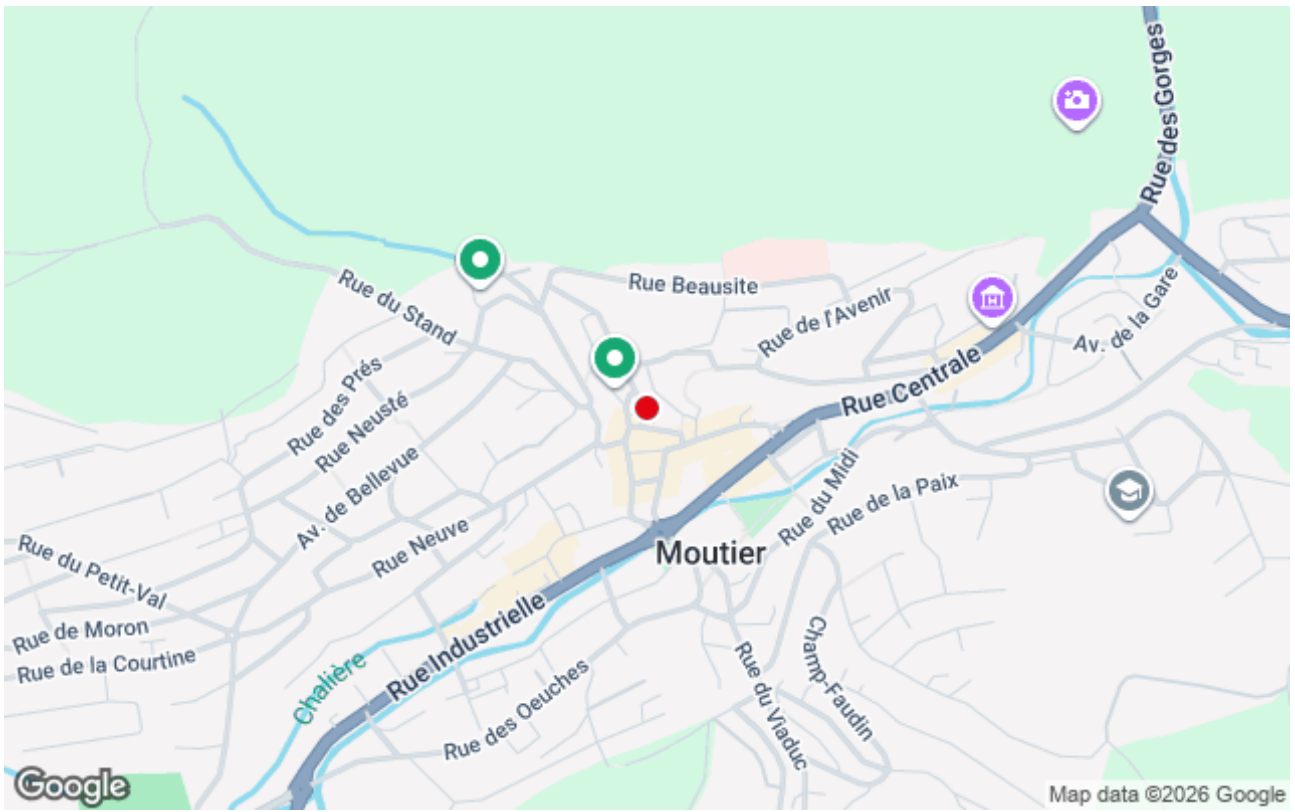 Rue des Gorges
Rue Beausite
Rue du Stand
Rue de l'Avenir
Av. de la Gare
Rue des Prés
Rue Neusté
Rue Centrale
Av. de Bellevue
Rue du Midi
Rue de la Paix
Rue Neuve
Rue du Petit-Val
Moutier
Rue de Moron
Rue de la Courtine
Rue Industrielle
Champ-Faudin
Chalière
Rue du Viaduc
Rue des Oeuches
Google
Map data ©2026 Google